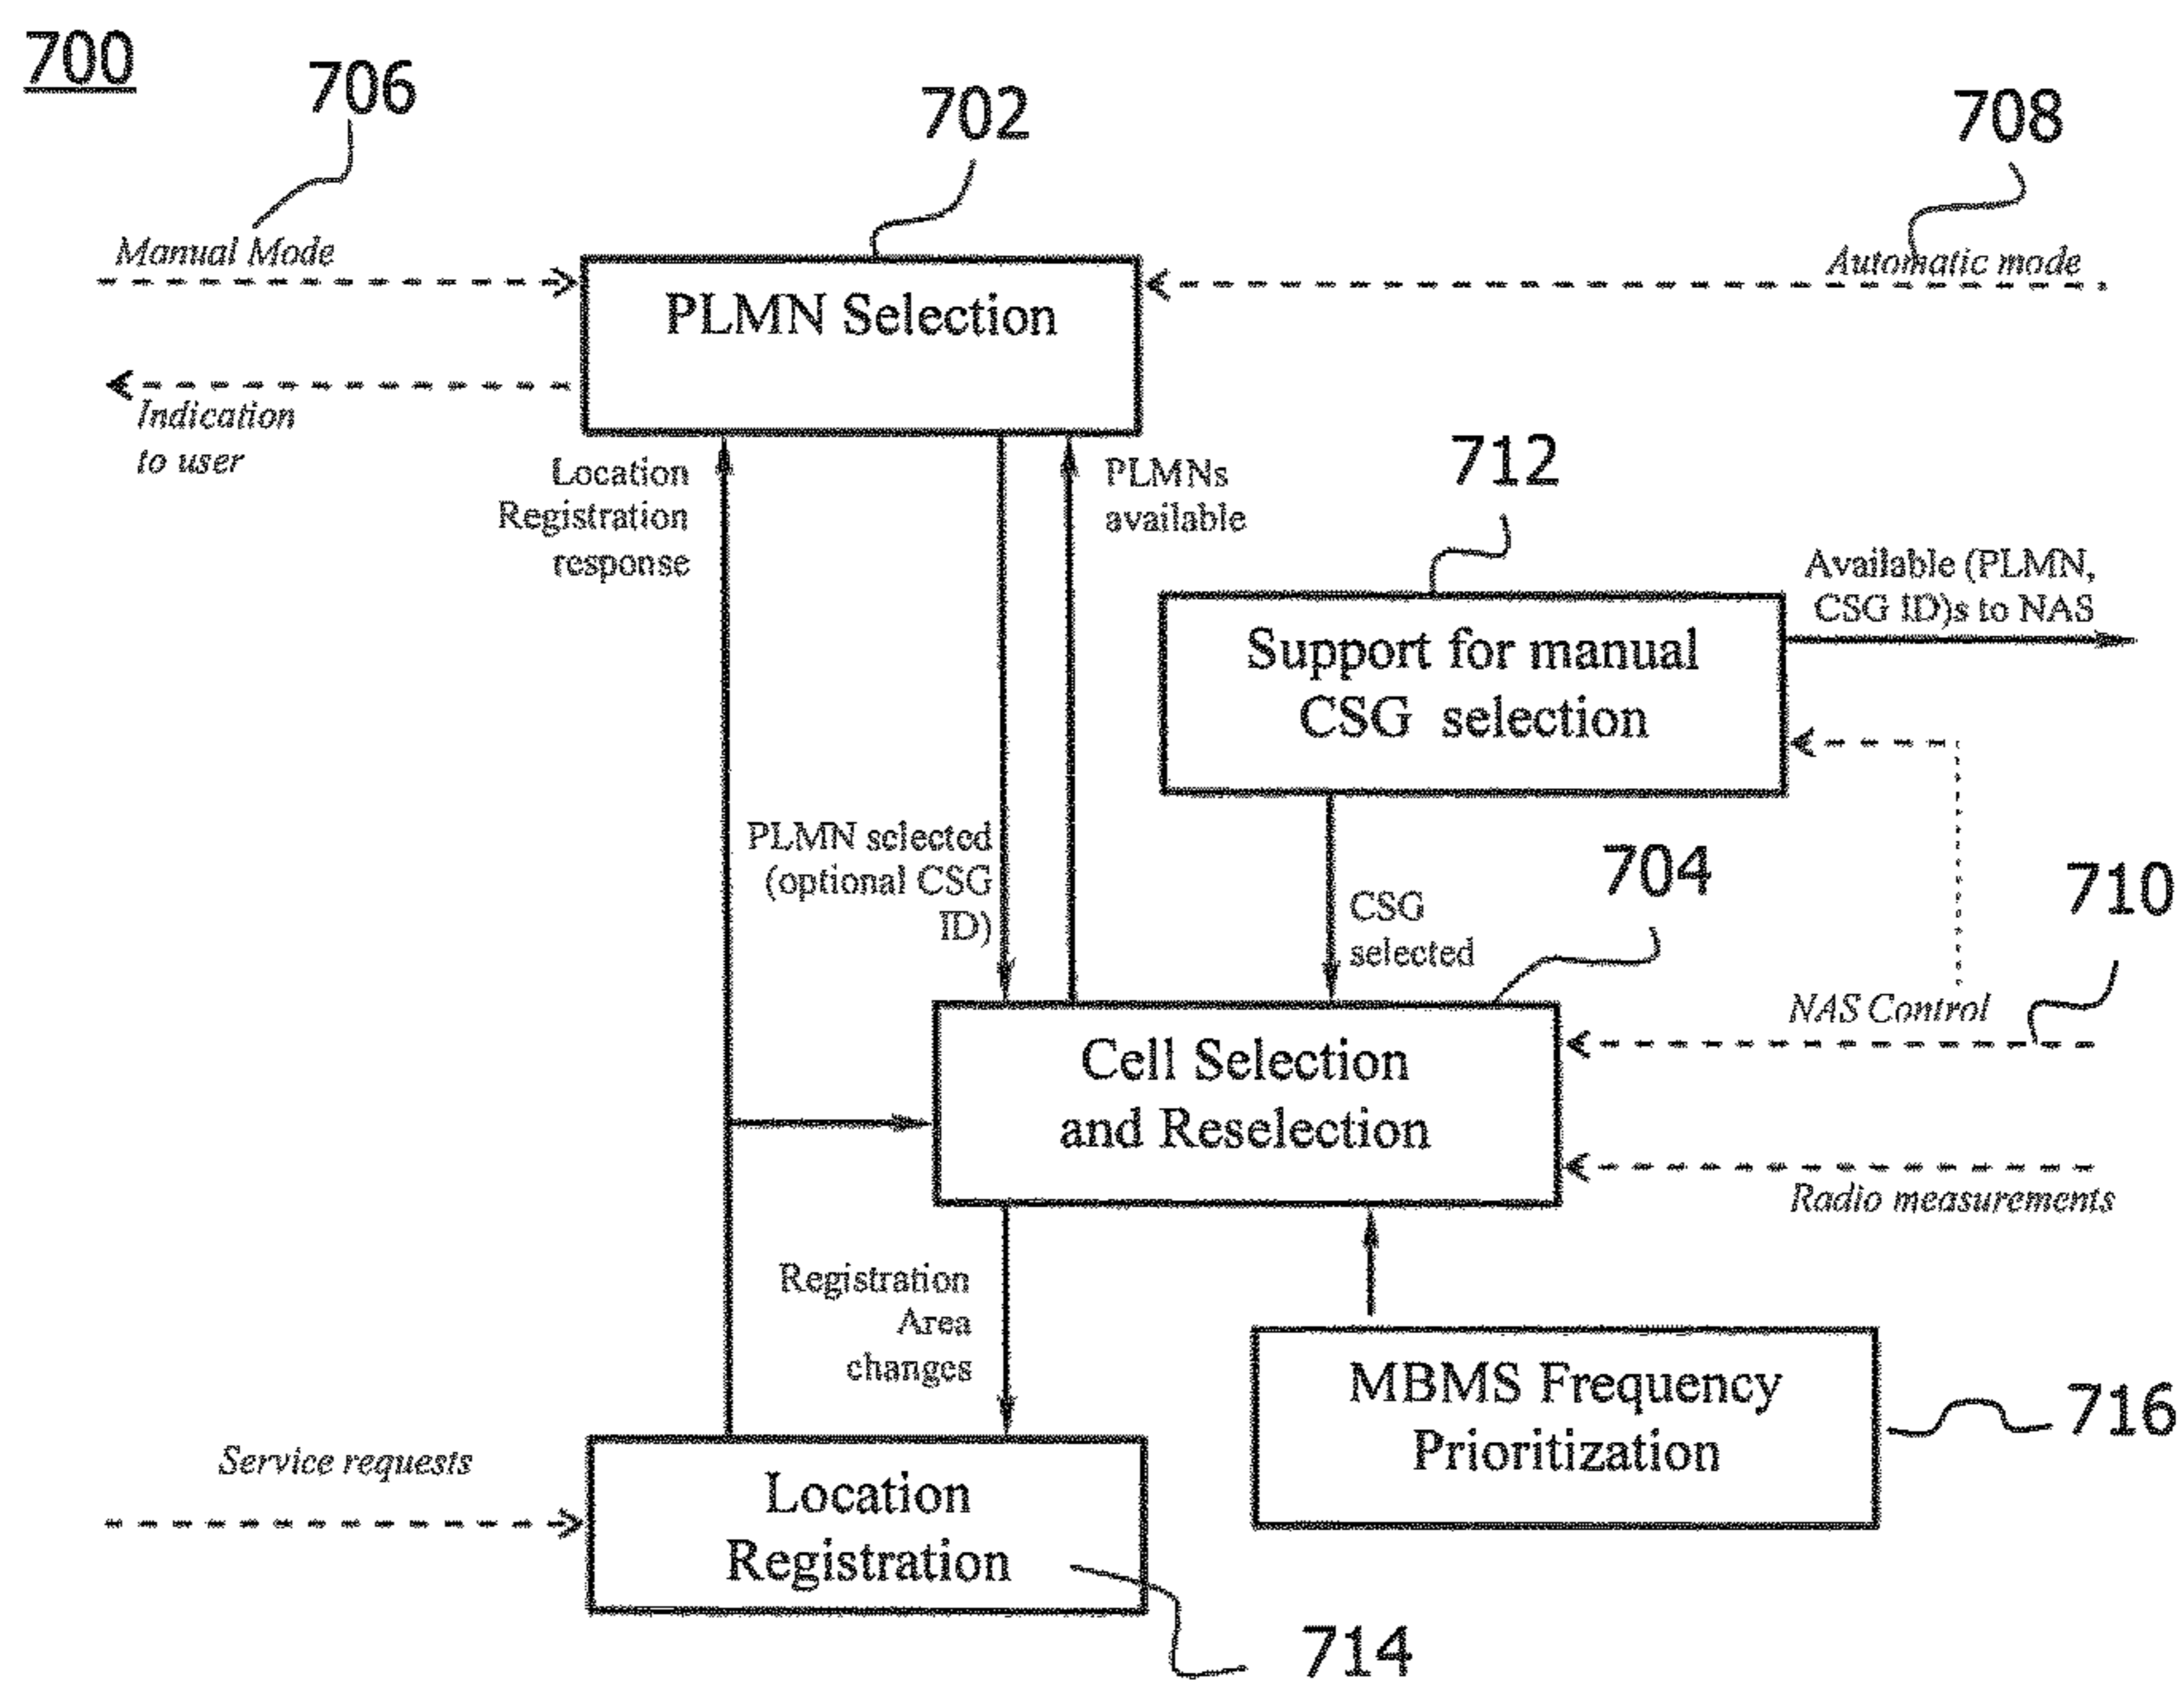 700
706
702
708
Manual Mode
Automatic mode
PLMN Selection
Indication
to user
Location
Registration
response
PLMNs
available
712
Available (PLMN,
CSG ID)s to NAS
Support for manual
CSG selection
PLMN selected
(optional CSG
ID)
CSG
selected
704
710
NAS Control
Cell Selection
and Reselection
Radio measurements
Registration
Area
changes
MBMS Frequency
Prioritization
716
Service requests
Location
Registration
714